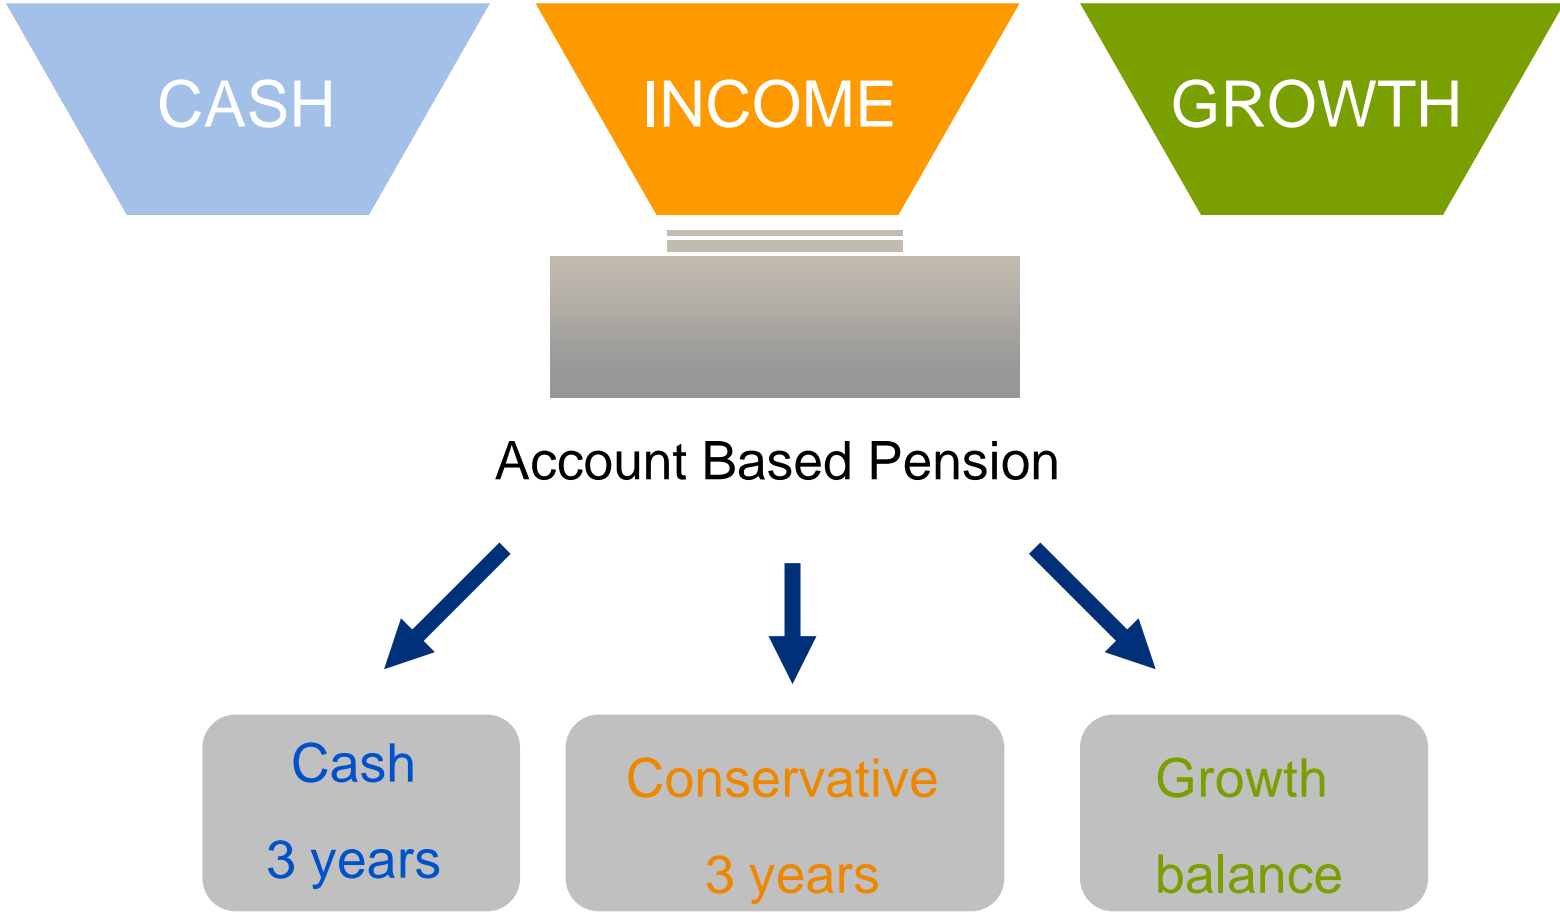 CASH
INCOME
GROWTH
Account Based Pension
Cash
3 years
Conservative
3 years
Growth
balance